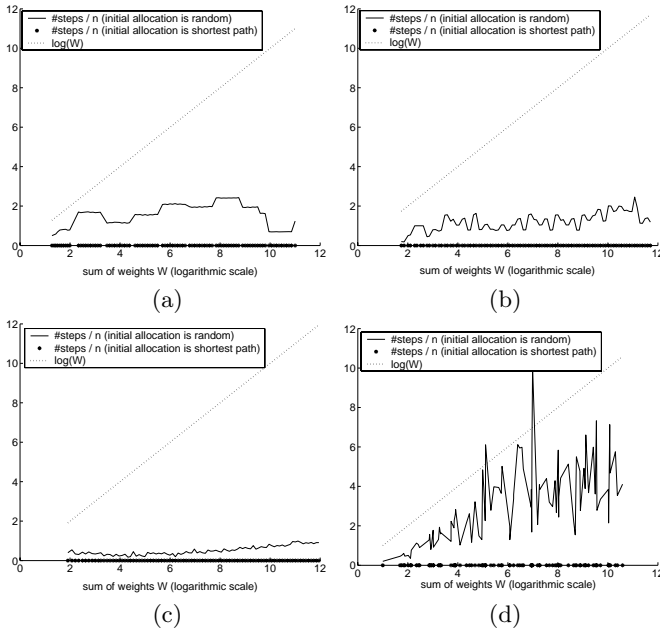 12
10
8
6
4
2
0
#steps / n (initial allocation is random)
#steps / n (initial allocation is shortest path)
log(W)
0 2 4 6 8 10 12
sum of weights W (logarithmic scale)
(a)
12
10
8
6
4
2
0
#steps / n (initial allocation is random)
#steps / n (initial allocation is shortest path)
log(W)
0 2 4 6 8 10 12
sum of weights W (logarithmic scale)
(b)
12
10
8
6
4
2
0
#steps / n (initial allocation is random)
#steps / n (initial allocation is shortest path)
log(W)
0 2 4 6 8 10 12
sum of weights W (logarithmic scale)
(c)
12
10
8
6
4
2
0
#steps / n (initial allocation is random)
#steps / n (initial allocation is shortest path)
log(W)
0 2 4 6 8 10 12
sum of weights W (logarithmic scale)
(d)